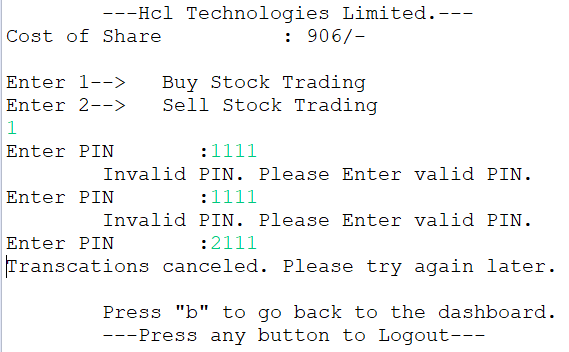 ---Hcl Technologies Limited.---
Cost of Share : 906/-
Enter 1--> Buy Stock Trading
Enter 2--> Sell Stock Trading
1
Enter PIN :1111
Invalid PIN. Please Enter valid PIN.
Enter PIN :1111
Invalid PIN. Please Enter valid PIN.
Enter PIN :2111
Transcations canceled. Please try again later.
Press "b" to go back to the dashboard.
---Press any button to Logout---